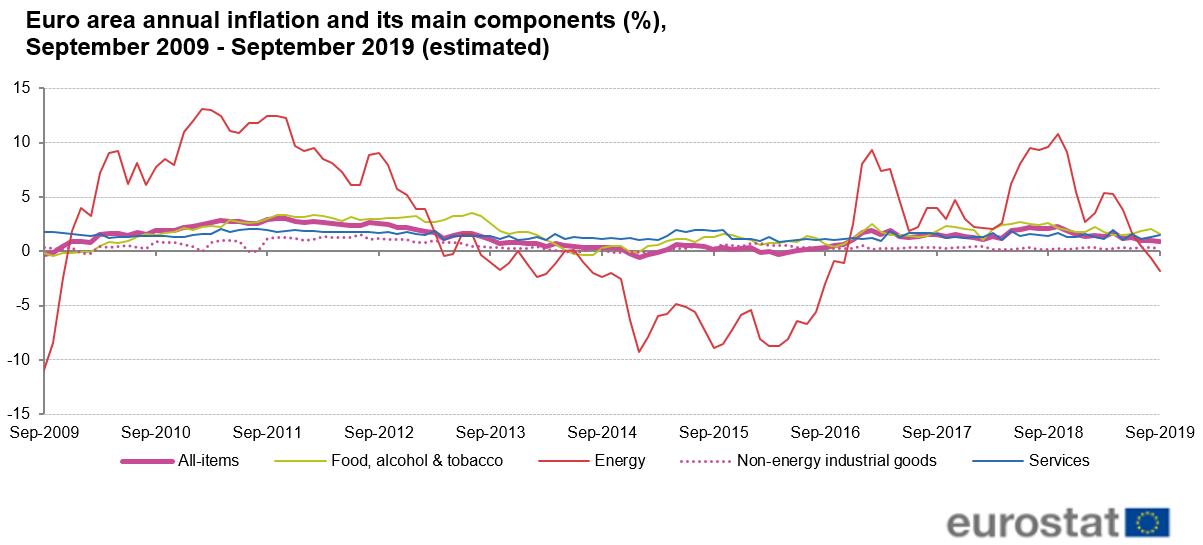 Euro area annual inflation and its main components (%),
September 2009 - September 2019 (estimated)
15
10
5
0
-5
-10
-15
Sep-2009 Sep-2010 Sep-2011 Sep-2012 Sep-2013 Sep-2014 Sep-2015 Sep-2016 Sep-2017 Sep-2018 Sep-2019
All-items Food, alcohol & tobacco Energy Non-energy industrial goods Services
eurostat